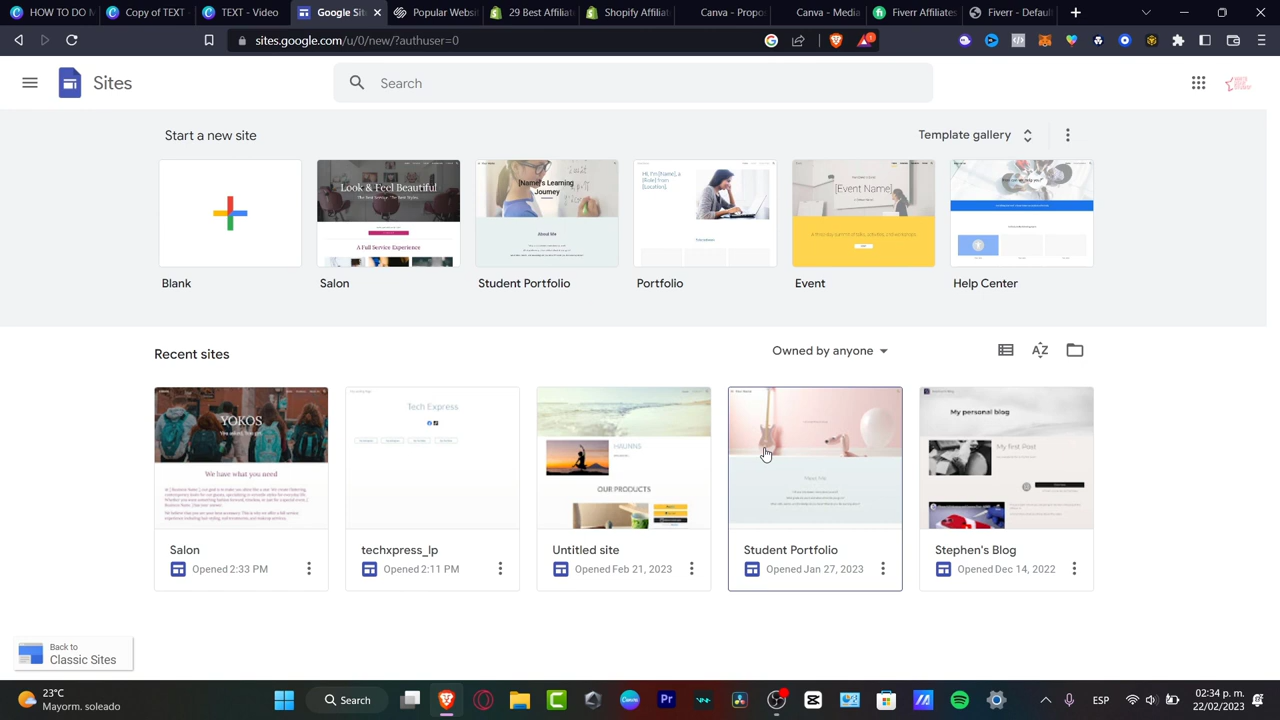 HOW TO DO M
Copy of TEXT
TEXT - Video
Google Site
Popular Websi
29 Best Affiliat
Shopify Affiliat
Canva - Propo
Canva - Media
Fiverr Affiliates
Fiverr - Default
sites.google.com/u/0/new/?authuser=0
Sites
Search
Start a new site
Template gallery
Look & Feel Beautiful
A Full Service Experience
[Name's] Learning
Journey
About Me
[Event Name]
Blank
Salon
Student Portfolio
Portfolio
Event
Help Center
Recent sites
Owned by anyone
YOKOS
We have what you need
Tech Express
OUR PRODUCTS
My personal blog
My First Post
Salon
Opened 2:33 PM
techxpress_lp
Opened 2:11 PM
Untitled site
Opened Feb 21, 2023
Student Portfolio
Opened Jan 27, 2023
Stephen's Blog
Opened Dec 14, 2022
Back to
Classic Sites
23°C
Mayorm. soleado
Search
ESP
02:34 p. m.
22/02/2023